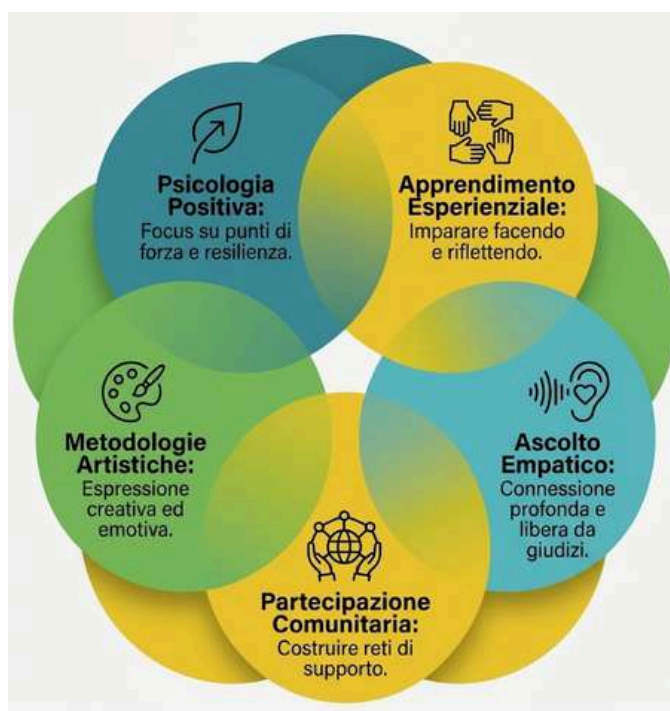 Psicologia
Positiva:
Focus su punti di
forza e resilienza.
Apprendimento
Esperienziale:
Imparare facendo
e riflettendo.
Metodologie
Artistiche:
Espressione
creativa ed
emotiva.
Ascolto
Empatico:
Connessione
profonda e
libera da
giudizi.
Partecipazione
Comunitaria:
Costruire reti di
supporto.